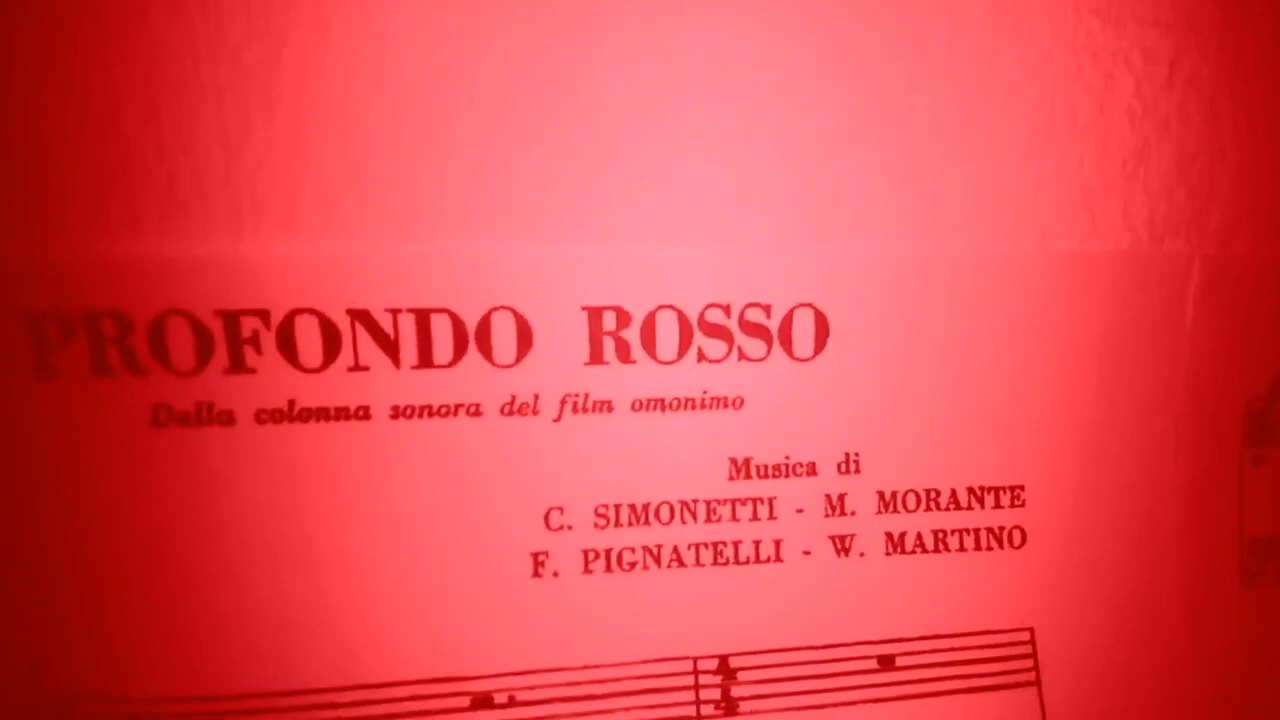 PROFONDO ROSSO
Dalla colonna sonora del film omonimo
Musica di
C. SIMONETTI - M. MORANTE
F. PIGNATELLI - W. MARTINO